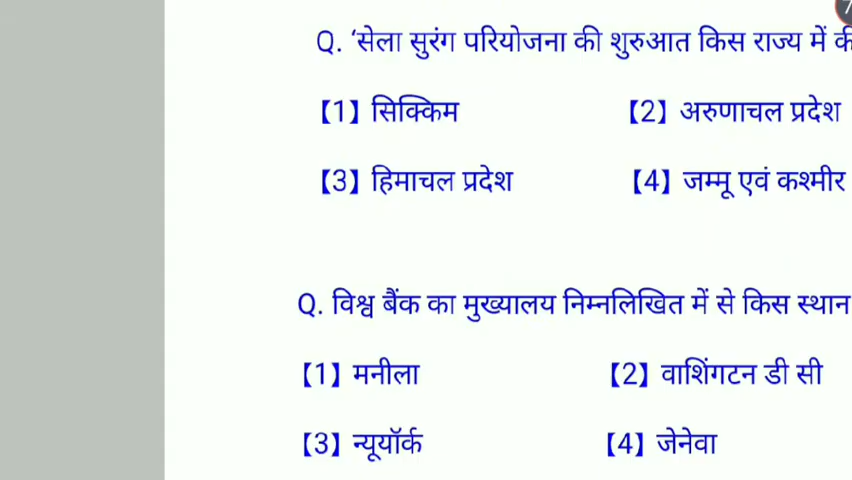 Q. ‘सेला सुरंग परियोजना की शुरुआत किस राज्य में
【1】 सिक्किम 【2】 अरुणाचल प्रदेश
【3】 हिमाचल प्रदेश 【4】 जम्मू एवं कश्मीर
Q. विश्व बैंक का मुख्यालय निम्नलिखित में से किस स्थान
【1】 मनीला 【2】 वाशिंगटन डी सी
【3】 न्यूयॉर्क 【4】 जेनेवा